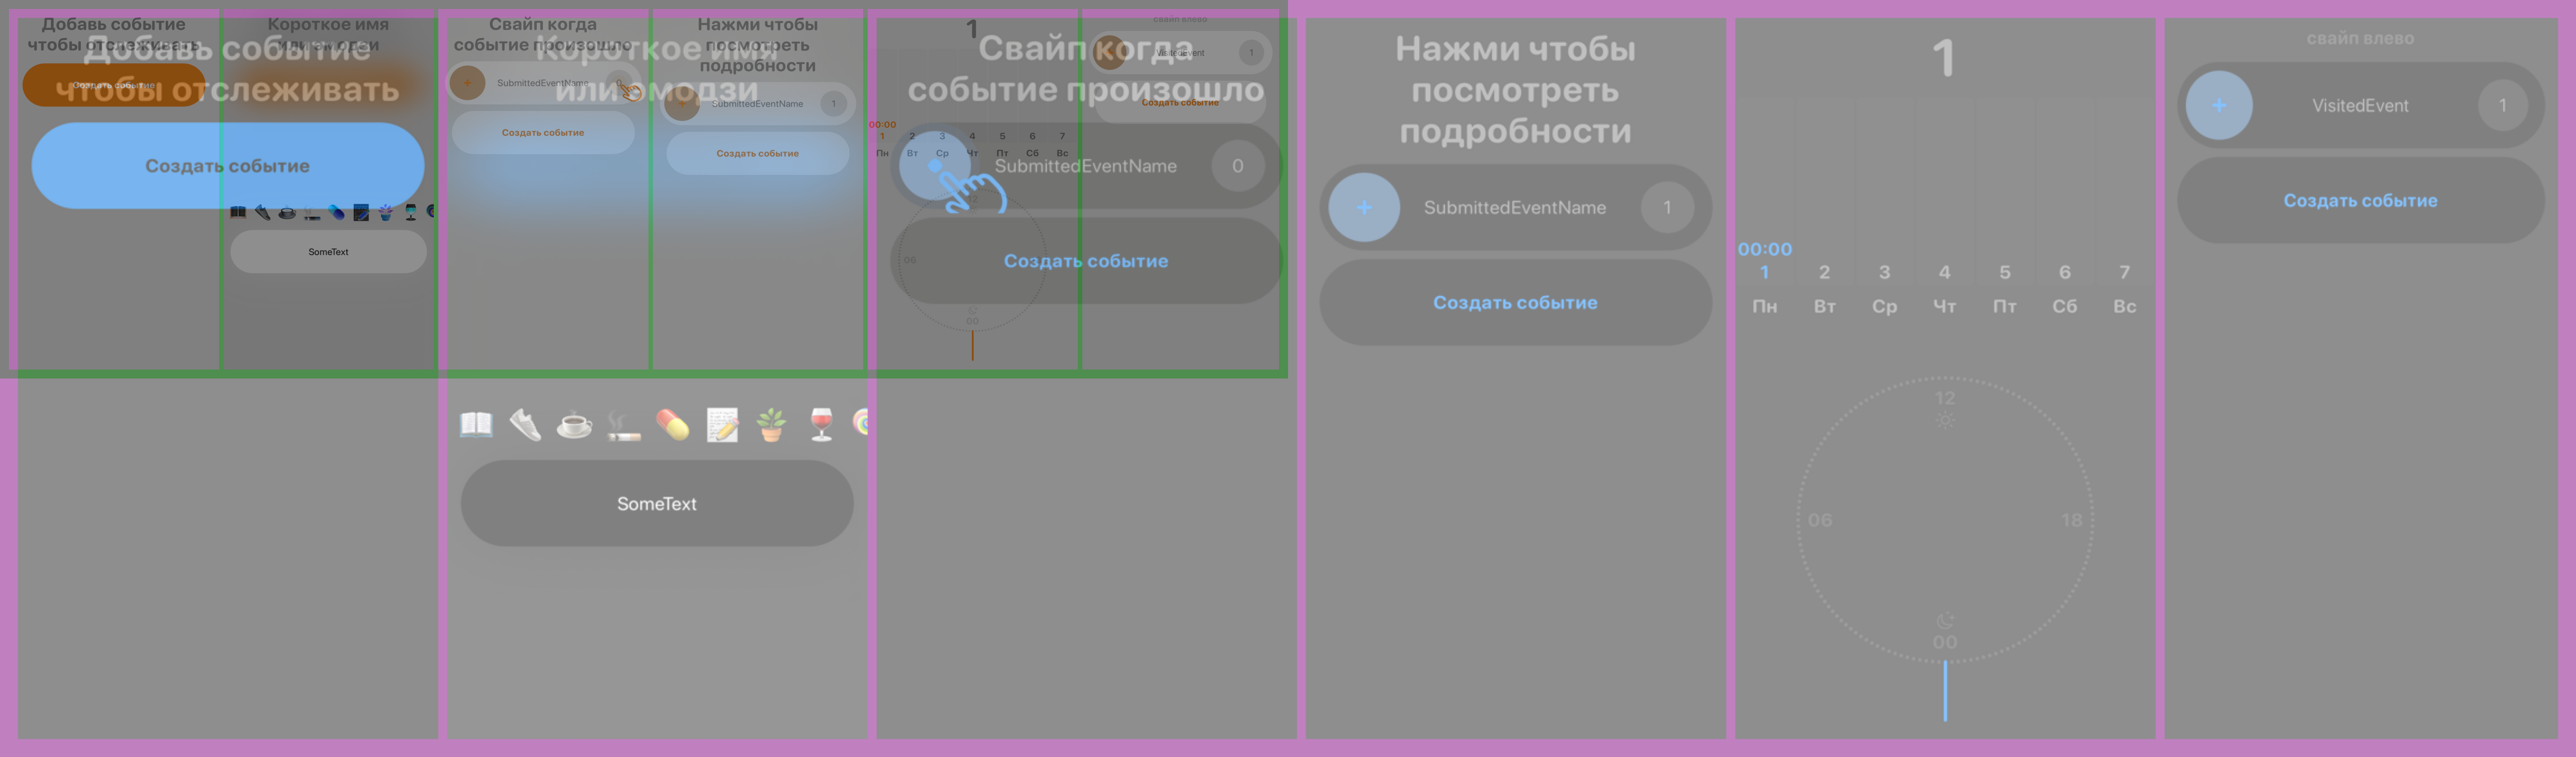 Добавь событие
чтобы отслеживать
Создать событие
Короткое имя
или эмодзи
SomeText
Свайп когда
событие произошло
SubmittedEventName
0
Создать событие
Нажми чтобы
посмотреть
подробности
SubmittedEventName
1
Создать событие
1
00:00
1 2 3 4 5 6 7
Пн Вт Ср Чт Пт Сб Вс
12
06
00
свайп влево
VisitedEvent
1
Создать событие
Добавь событие
чтобы отслеживать
Создать событие
Короткое имя
или эмодзи
SomeText
Свайп когда
событие произошло
SubmittedEventName 0
Создать событие
Нажми чтобы
посмотреть
подробности
+ SubmittedEventName 1
Создать событие
1
00:00
1 2 3 4 5 6 7
Пн Вт Ср Чт Пт Сб Вс
12
06 18
00
свайп влево
+ VisitedEvent 1
Создать событие